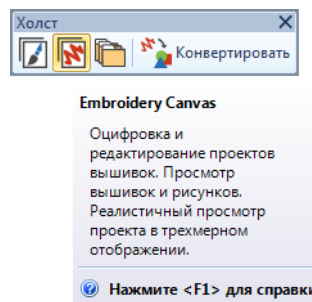 Холст
Конвертировать
Embroidery Canvas
Оцифровка и
редактирование проектов
вышивок. Просмотр
вышивок и рисунков.
Реалистичный просмотр
проекта в трехмерном
отображении.
Нажмите <F1> для справки